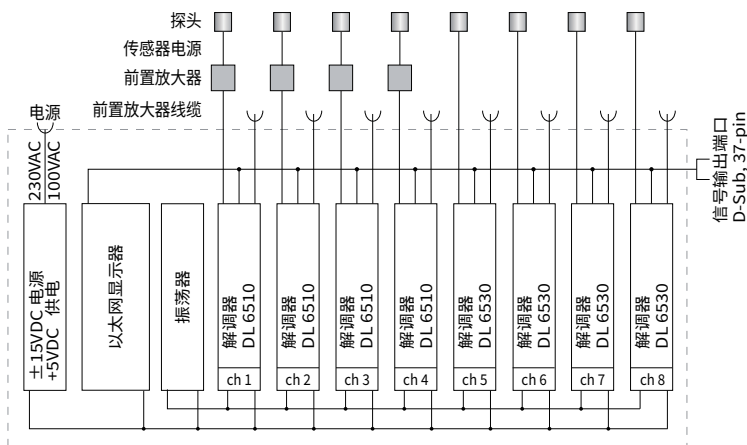 探头
传感器电源
前置放大器
前置放大器线缆
电源
230VAC
100VAC
信号输出端口
D-Sub, 37-pin
±15VDC 电源
+5VDC 供电
以太网显示器
振荡器
解调器
DL 6510
ch 1
解调器
DL 6510
ch 2
解调器
DL 6510
ch 3
解调器
DL 6510
ch 4
解调器
DL 6530
ch 5
解调器
DL 6530
ch 6
解调器
DL 6530
ch 7
解调器
DL 6530
ch 8